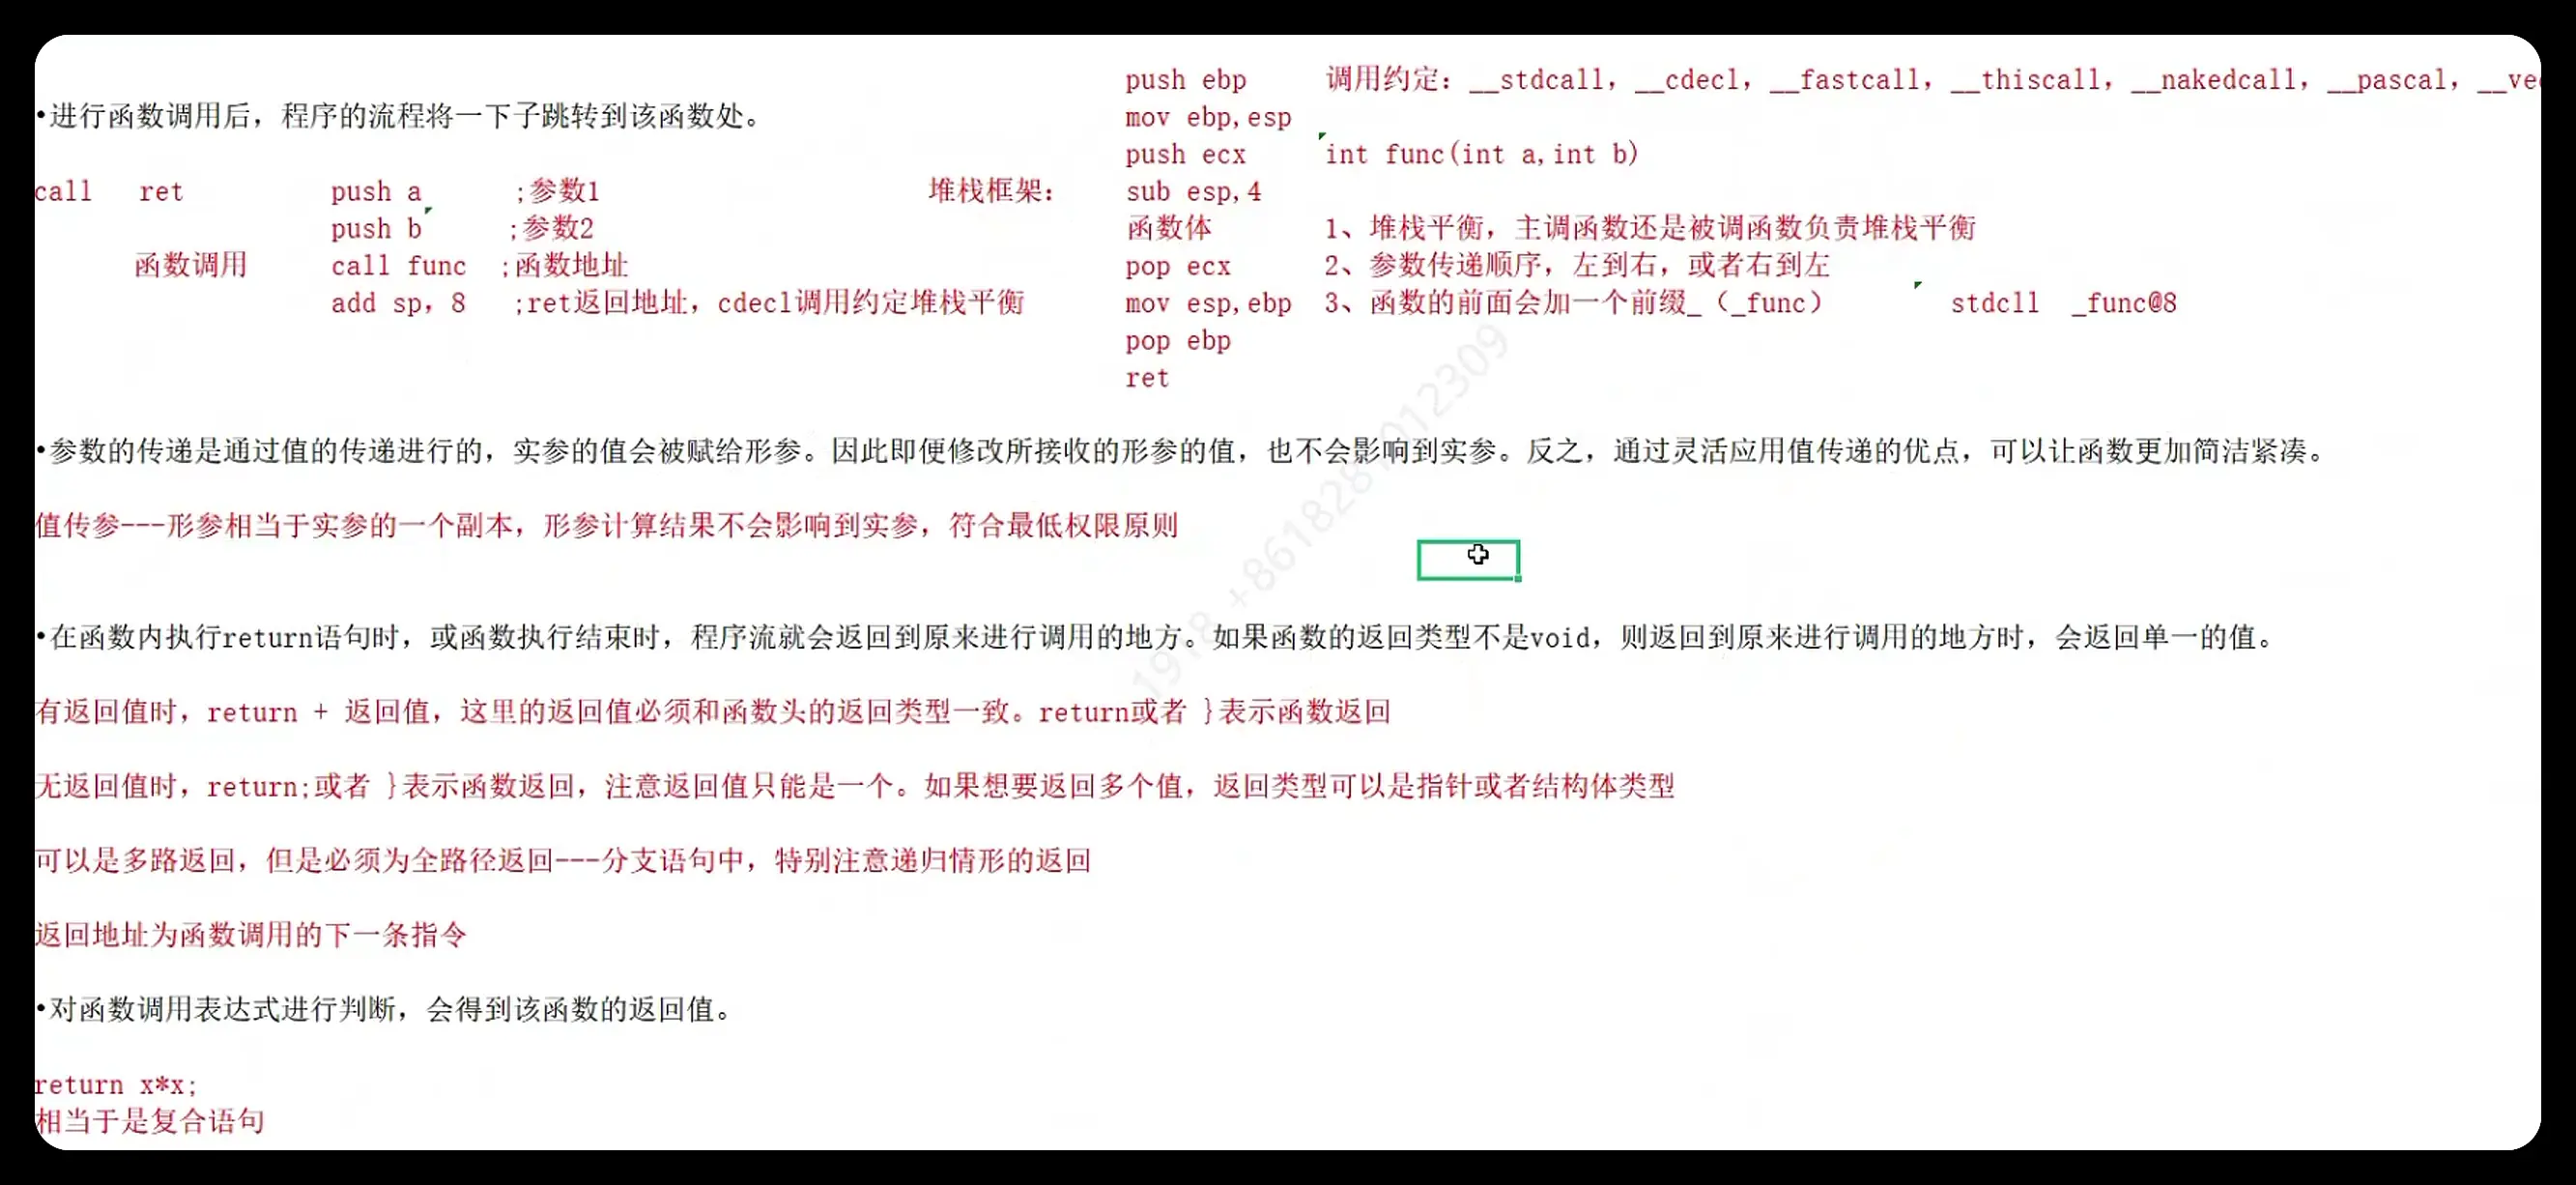 push ebp 调用约定：__stdcall，__cdecl，__fastcall，__thiscall，__nakedcall，__pascal，__ve
•进行函数调用后，程序的流程将一下子跳转到该函数处。
mov ebp,esp
push ecx int func(int a,int b)
call ret push a ;参数1 堆栈框架： sub esp,4
push b ;参数2 函数体 1、堆栈平衡，主调函数还是被调函数负责堆栈平衡
函数调用 call func ;函数地址 pop ecx 2、参数传递顺序，左到右，或者右到左
add sp，8 ;ret返回地址，cdecl调用约定堆栈平衡 mov esp,ebp 3、函数的前面会加一个前缀_（_func） stdcll _func@8
pop ebp
ret
•参数的传递是通过值的传递进行的，实参的值会被赋给形参。因此即便修改所接收的形参的值，也不会影响到实参。反之，通过灵活应用值传递的优点，可以让函数更加简洁紧凑。
值传参---形参相当于实参的一个副本，形参计算结果不会影响到实参，符合最低权限原则
•在函数内执行return语句时，或函数执行结束时，程序流就会返回到原来进行调用的地方。如果函数的返回类型不是void，则返回到原来进行调用的地方时，会返回单一的值。
有返回值时，return + 返回值，这里的返回值必须和函数头的返回类型一致。return或者 }表示函数返回
无返回值时，return;或者 }表示函数返回，注意返回值只能是一个。如果想要返回多个值，返回类型可以是指针或者结构体类型
可以是多路返回，但是必须为全路径返回---分支语句中，特别注意递归情形的返回
返回地址为函数调用的下一条指令
•对函数调用表达式进行判断，会得到该函数的返回值。
return x*x;
相当于是复合语句